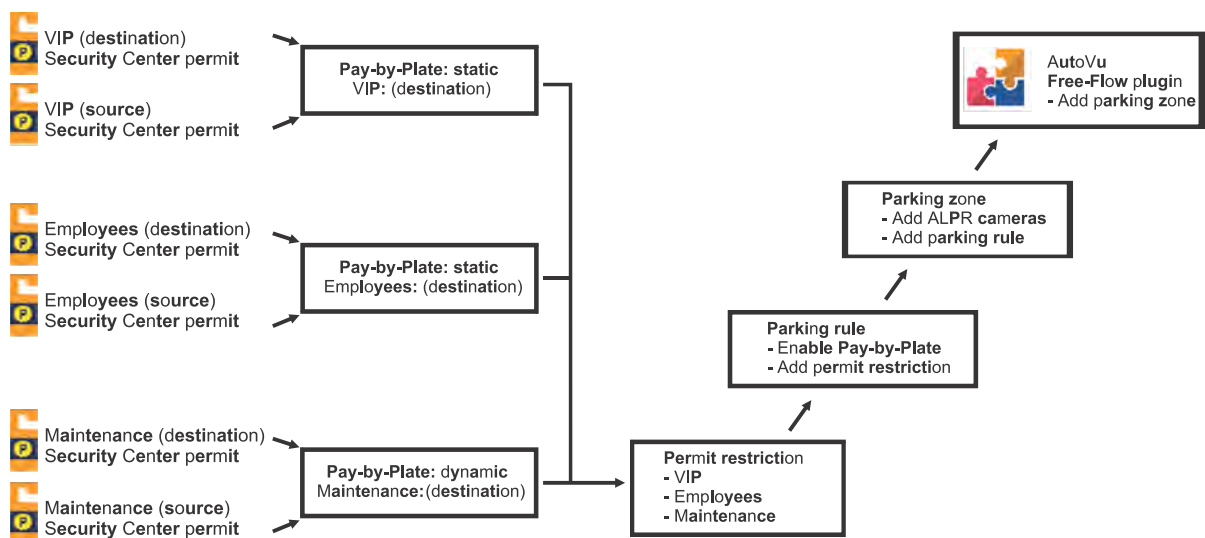 VIP (destination)
Security Center permit
VIP (source)
Security Center permit
Pay-by-Plate: static
VIP: (destination)
Employees (destination)
Security Center permit
Employees (source)
Security Center permit
Pay-by-Plate: static
Employees: (destination)
Maintenance (destination)
Security Center permit
Maintenance (source)
Security Center permit
Pay-by-Plate: dynamic
Maintenance:(destination)
Permit restriction
- VIP
- Employees
- Maintenance
Parking rule
- Enable Pay-by-Plate
- Add permit restriction
Parking zone
- Add ALPR cameras
- Add parking rule
AutoVu
Free-Flow plugin
- Add parking zone
P
P
P
P
P
P